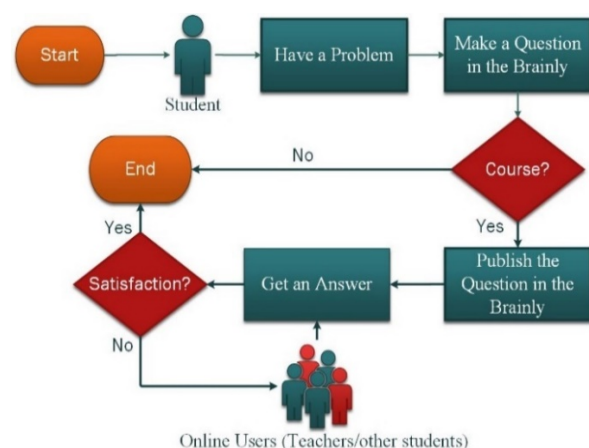 Start
Student
Have a Problem
Make a Question
in the Brainly
End
No
Course?
Yes
Yes
Satisfaction?
Get an Answer
Publish the
Question in the
Brainly
No
Online Users (Teachers/other students)